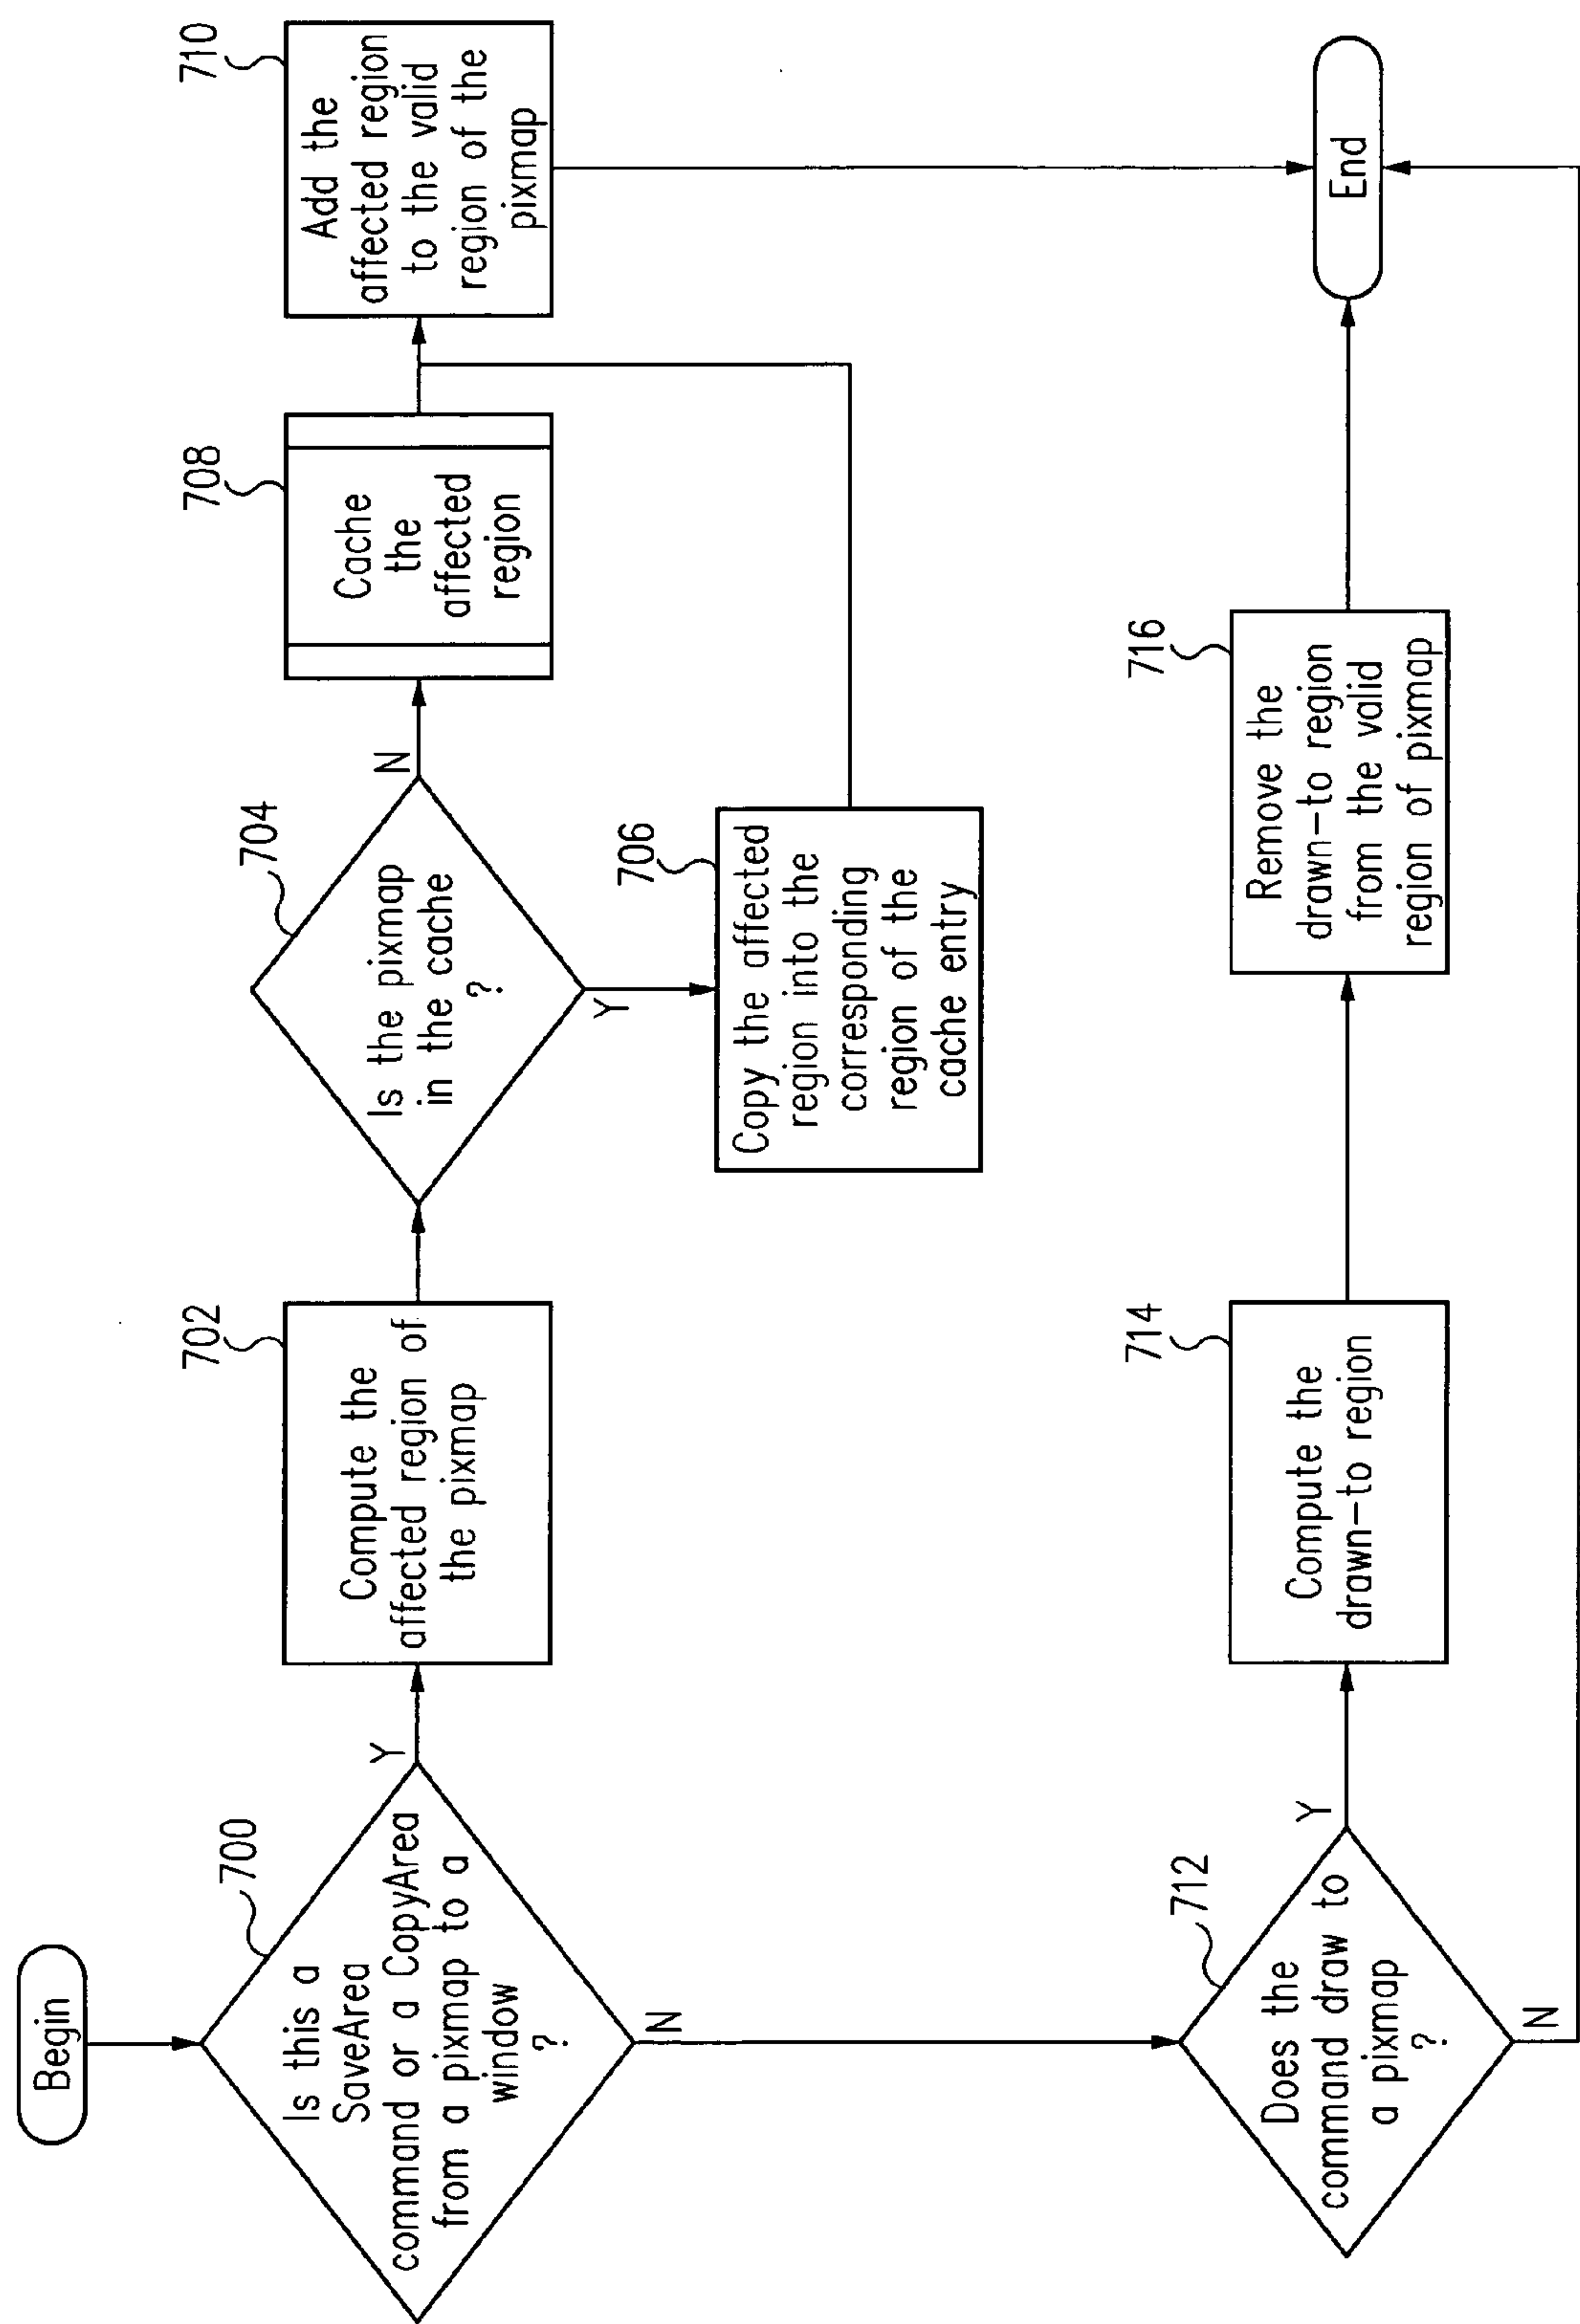 Begin
700
Is this a
SaveArea
command or a CopyArea
from a pixmap to a
window
?
Y
N
702
Compute the
affected region of
the pixmap
704
Is the pixmap
in the cache
?
N
Y
706
Copy the affected
region into the
corresponding
region of the
cache entry
708
Cache
the
affected
region
710
Add the
affected region
to the valid
region of the
pixmap
712
Does the
command draw to
a pixmap
?
Y
N
714
Compute the
drawn-to region
716
Remove the
drawn-to region
from the valid
region of pixmap
End